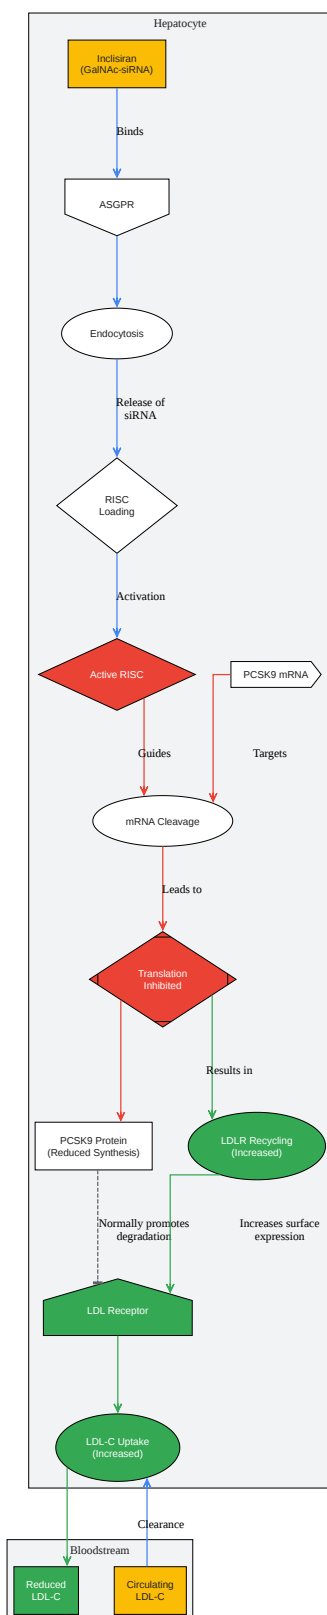 Hepatocyte
Inclisiran
(GalNAc-siRNA)
Binds
ASGPR
Endocytosis
Release of
siRNA
RISC
Loading
Activation
Active RISC
PCSK9 mRNA
Guides
Targets
mRNA Cleavage
Leads to
Translation
Inhibited
Results in
PCSK9 Protein
(Reduced Synthesis)
LDLR Recycling
(Increased)
Normally promotes
degradation
Increases surface
expression
LDL Receptor
LDL-C Uptake
(Increased)
Clearance
Bloodstream
Reduced
LDL-C
Circulating
LDL-C